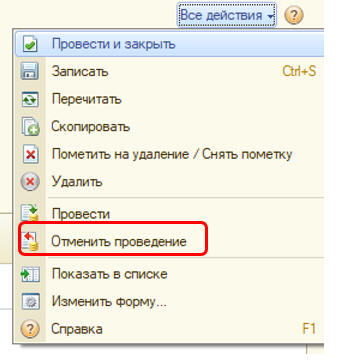 Все действия
Провести и закрыть
Записать Ctrl+S
Перечитать
Скопировать
Пометить на удаление / Снять пометку
Удалить
Провести
Отменить проведение
Показать в списке
Изменить форму...
Справка F1